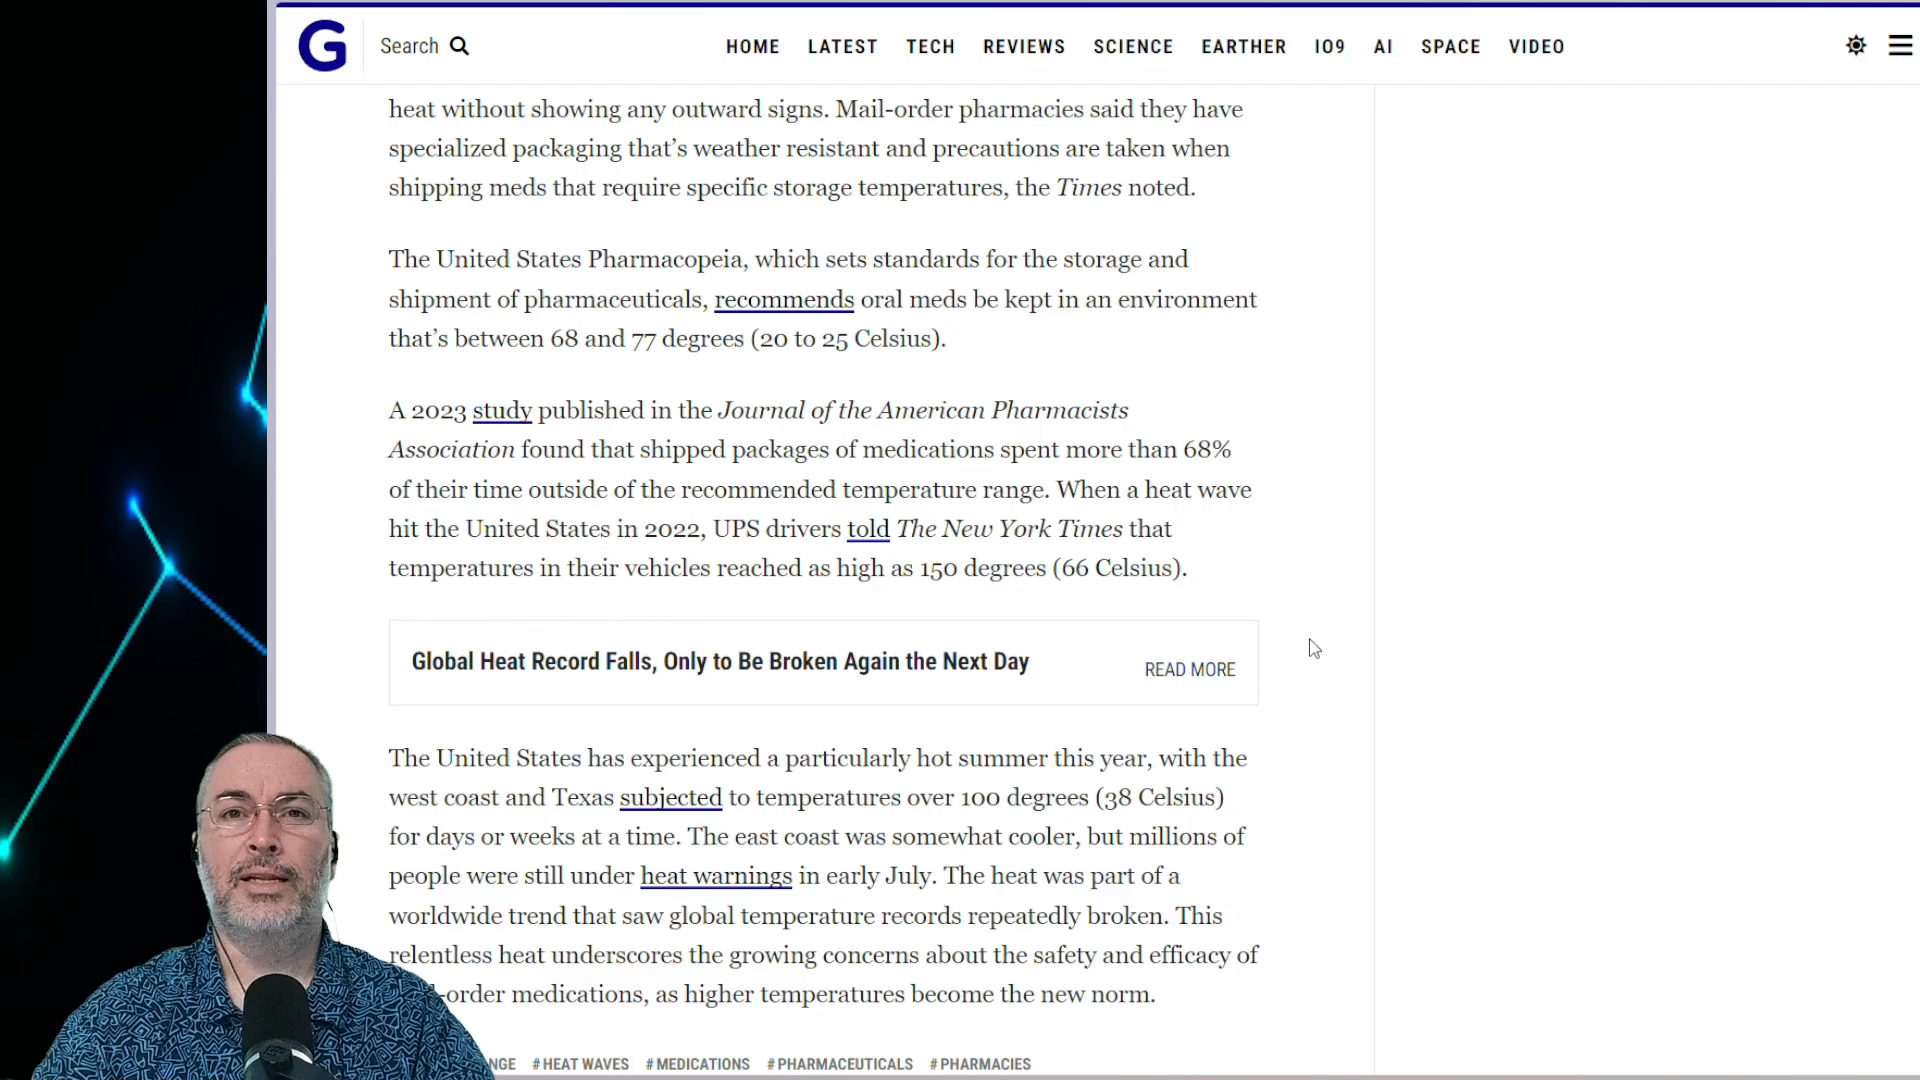 G
Search
HOME LATEST TECH REVIEWS SCIENCE EARTHER IO9 AI SPACE VIDEO
heat without showing any outward signs. Mail-order pharmacies said they have
specialized packaging that’s weather resistant and precautions are taken when
shipping meds that require specific storage temperatures, the Times noted.
The United States Pharmacopeia, which sets standards for the storage and
shipment of pharmaceuticals, recommends oral meds be kept in an environment
that’s between 68 and 77 degrees (20 to 25 Celsius).
A 2023 study published in the Journal of the American Pharmacists
Association found that shipped packages of medications spent more than 68%
of their time outside of the recommended temperature range. When a heat wave
hit the United States in 2022, UPS drivers told The New York Times that
temperatures in their vehicles reached as high as 150 degrees (66 Celsius).
Global Heat Record Falls, Only to Be Broken Again the Next Day
READ MORE
The United States has experienced a particularly hot summer this year, with the
west coast and Texas subjected to temperatures over 100 degrees (38 Celsius)
for days or weeks at a time. The east coast was somewhat cooler, but millions of
people were still under heat warnings in early July. The heat was part of a
worldwide trend that saw global temperature records repeatedly broken. This
relentless heat underscores the growing concerns about the safety and efficacy of
-order medications, as higher temperatures become the new norm.
NGE #HEAT WAVES #MEDICATIONS #PHARMACEUTICALS #PHARMACIES